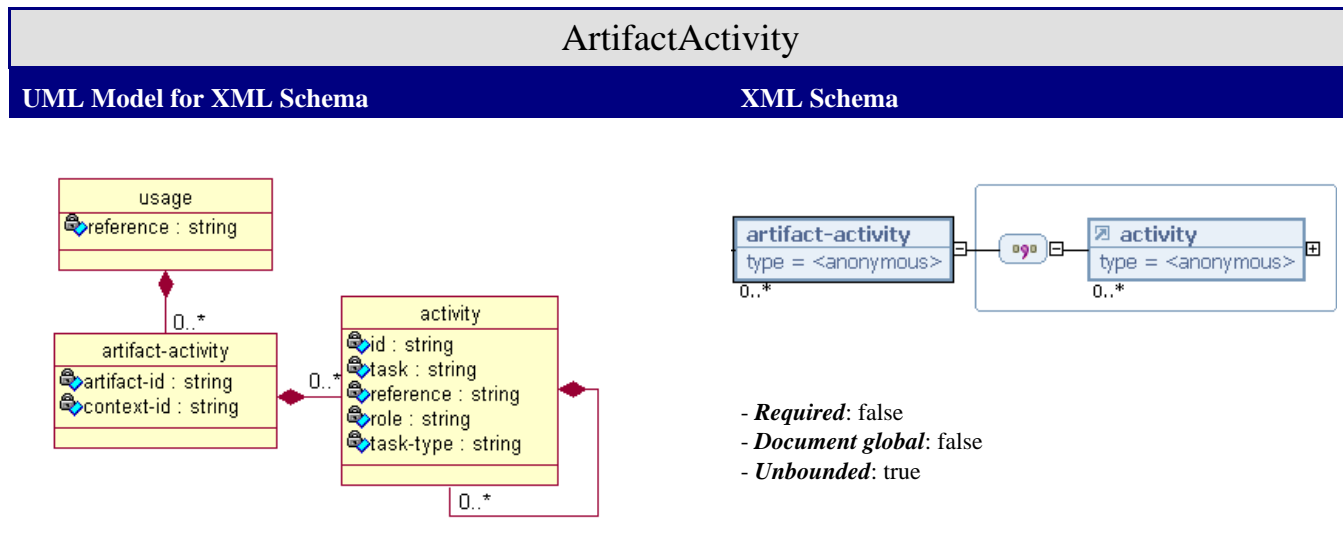 ArtifactActivity
UML Model for XML Schema
XML Schema
usage
reference : string
0..*
artifact-activity
artifact-id : string
context-id : string
0..*
activity
id : string
task : string
reference : string
role : string
task-type : string
0..*
artifact-activity
type = <anonymous>
0..*
activity
type = <anonymous>
0..*
- Required: false
- Document global: false
- Unbounded: true